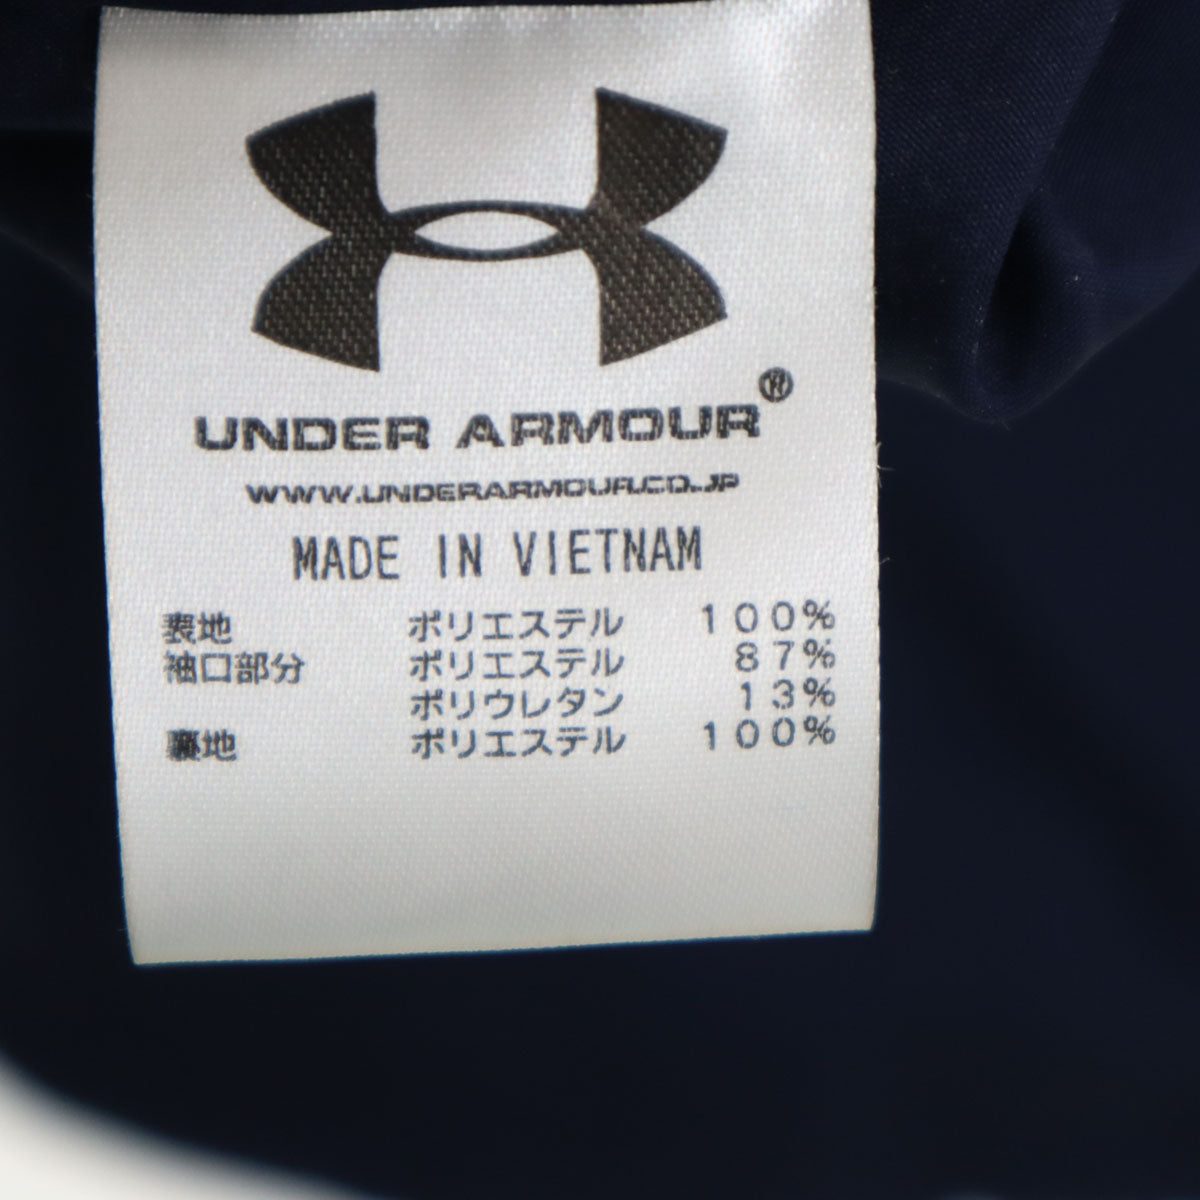 UNDER ARMOUR®
WWW.UNDERARMOUR.CO.JP
MADE IN VIETNAM
表地 ポリエステル 100%
袖口部分 ポリエステル 87%
ポリウレタン 13%
裏地 ポリエステル 100%